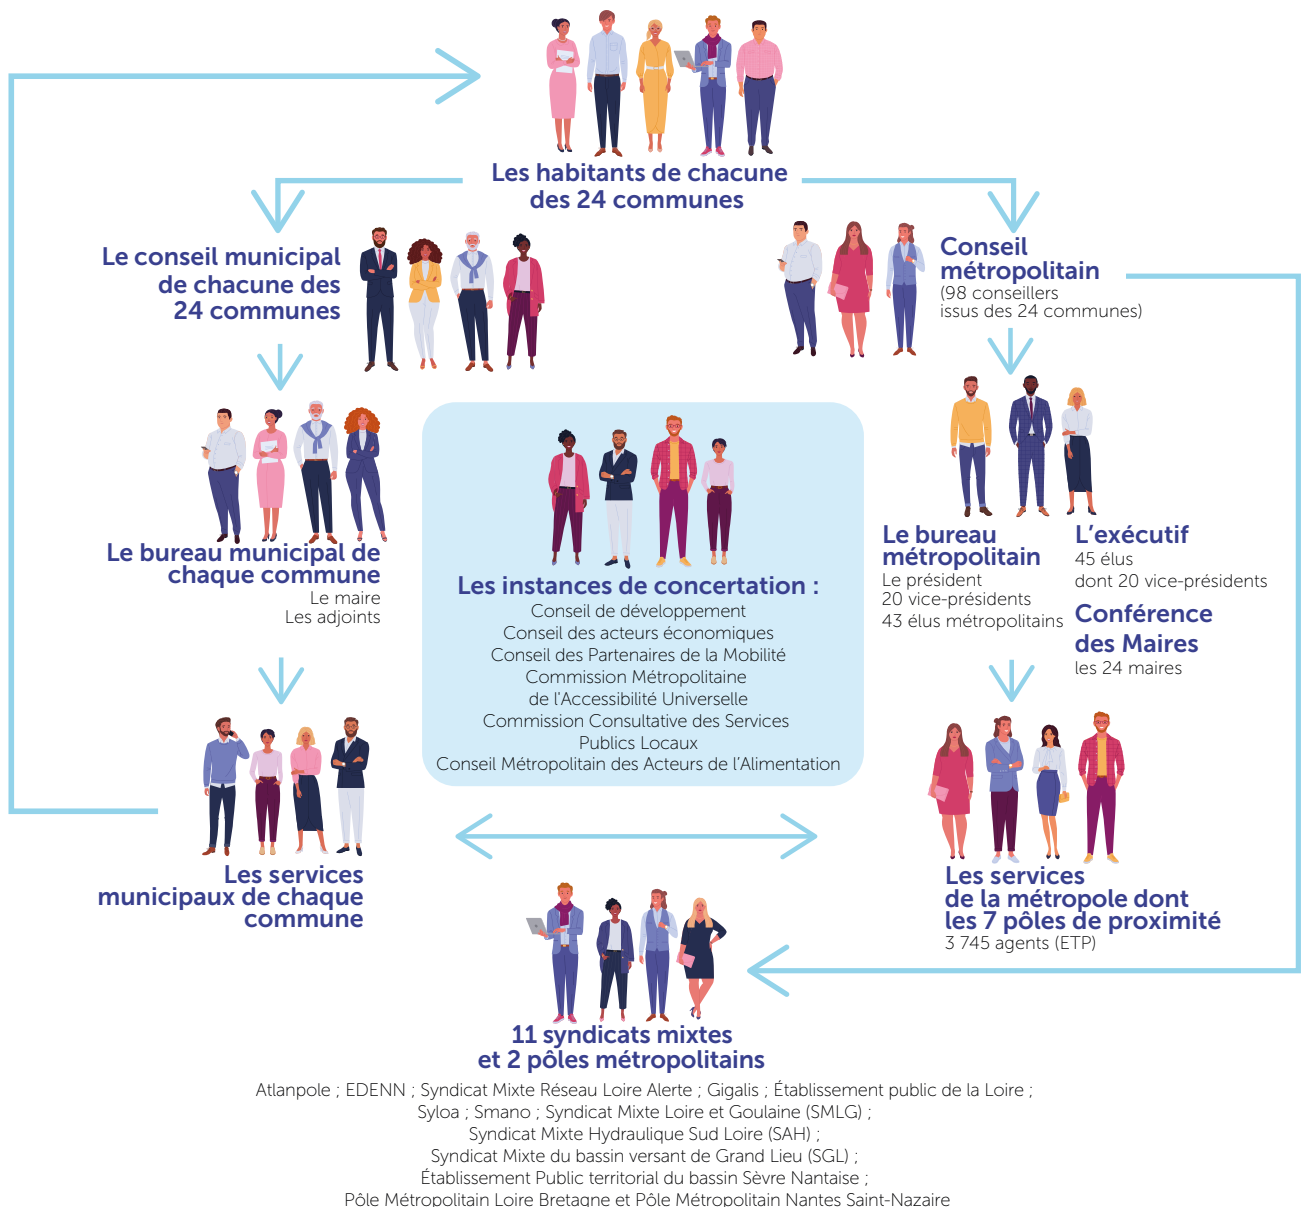 Les habitants de chacune
des 24 communes
Le conseil municipal
de chacune des
24 communes
Conseil
métropolitain
(98 conseillers
issus des 24 communes)
Le bureau municipal de
chaque commune
Le maire
Les adjoints
Les instances de concertation :
Conseil de développement
Conseil des acteurs économiques
Conseil des Partenaires de la Mobilité
Commission Métropolitaine
de l'Accessibilité Universelle
Commission Consultative des Services
Publics Locaux
Conseil Métropolitain des Acteurs de l'Alimentation
Le bureau
métropolitain
Le président
20 vice-présidents
43 élus métropolitains
L'exécutif
45 élus
dont 20 vice-présidents
Conférence
des Maires
les 24 maires
Les services
municipaux de chaque
commune
Les services
de la métropole dont
les 7 pôles de proximité
3 745 agents (ETP)
11 syndicats mixtes
et 2 pôles métropolitains
Atlanpole ; EDENN ; Syndicat Mixte Réseau Loire Alerte ; Gigalis ; Établissement public de la Loire ;
Syloa ; Smano ; Syndicat Mixte Loire et Goulaine (SMLG) ;
Syndicat Mixte Hydraulique Sud Loire (SAH) ;
Syndicat Mixte du bassin versant de Grand Lieu (SGL) ;
Établissement Public territorial du bassin Sèvre Nantaise ;
Pôle Métropolitain Loire Bretagne et Pôle Métropolitain Nantes Saint-Nazaire